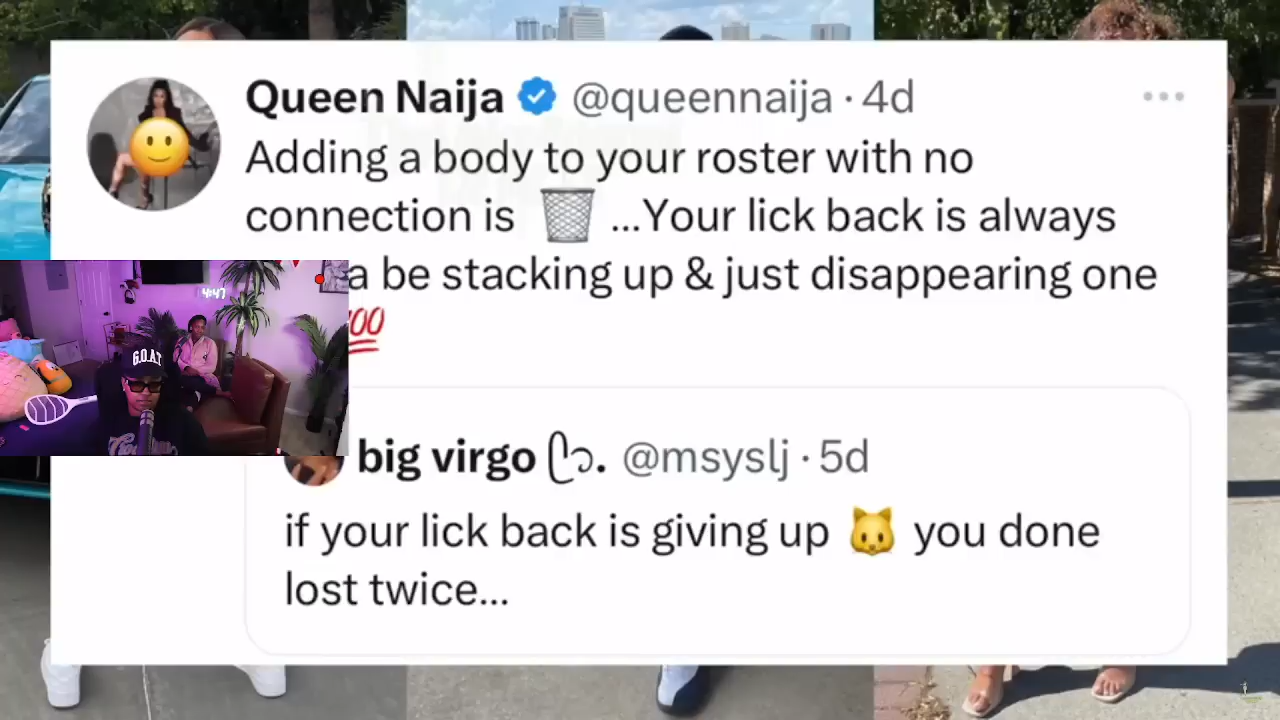 Queen Naija @queennaija · 4d
Adding a body to your roster with no
connection is 🗑 ...Your lick back is always
a be stacking up & just disappearing one
💯
4:47
G.O.A.T
big virgo @msyslj · 5d
if your lick back is giving up 🐱 you done
lost twice...